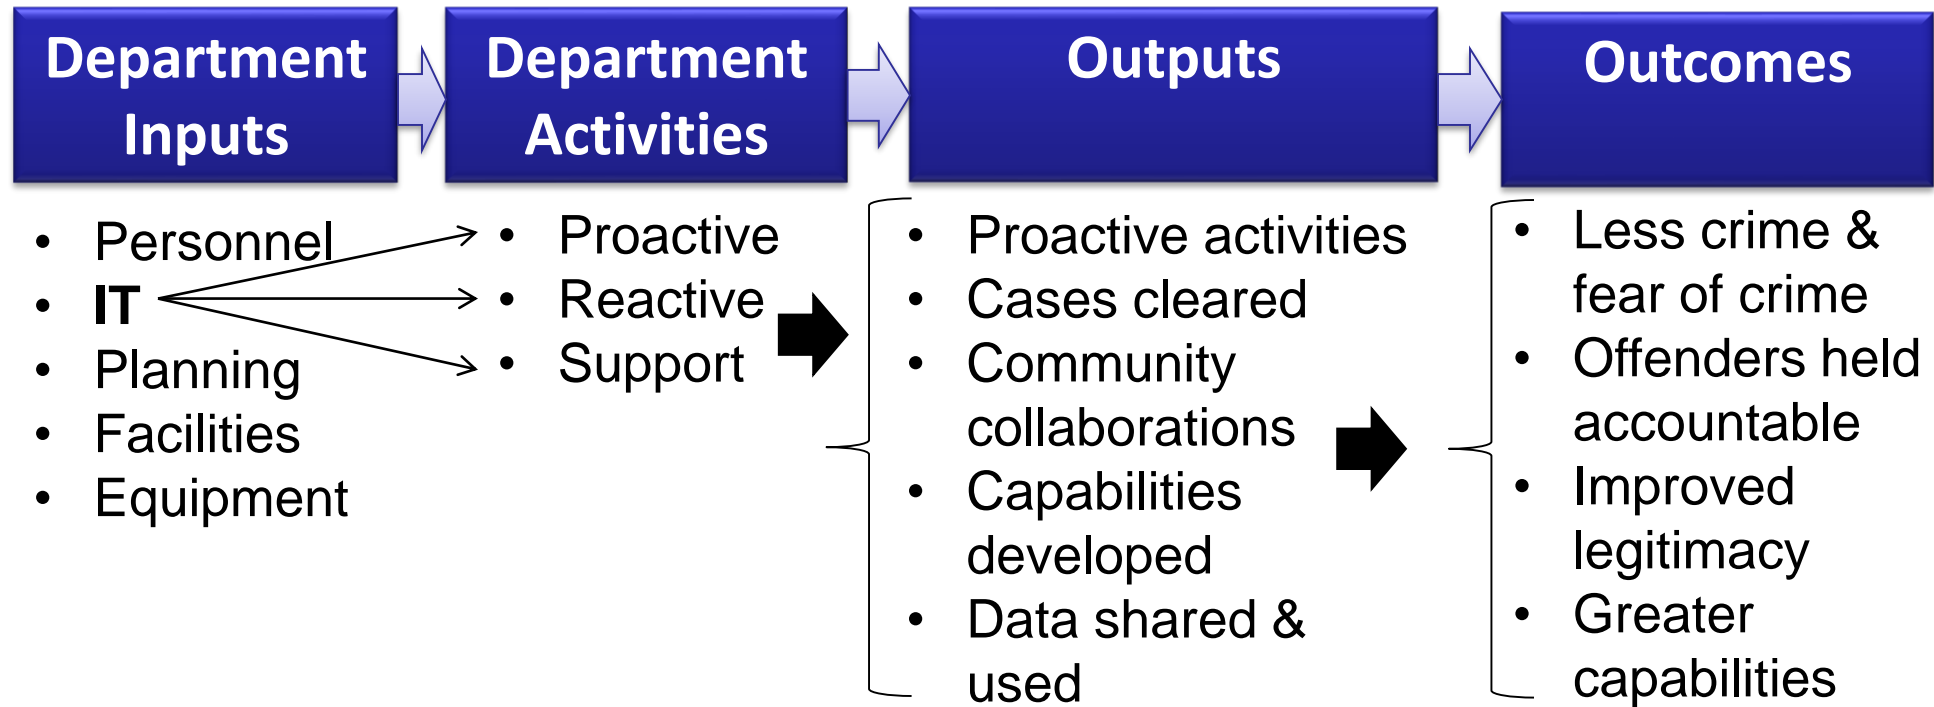 Department
Inputs
Department
Activities
Outputs
Outcomes
• Personnel
• IT
• Planning
• Facilities
• Equipment
• Proactive
• Reactive
• Support
• Proactive activities
• Cases cleared
• Community
collaborations
• Capabilities
developed
• Data shared &
used
• Less crime &
fear of crime
• Offenders held
accountable
• Improved
legitimacy
• Greater
capabilities